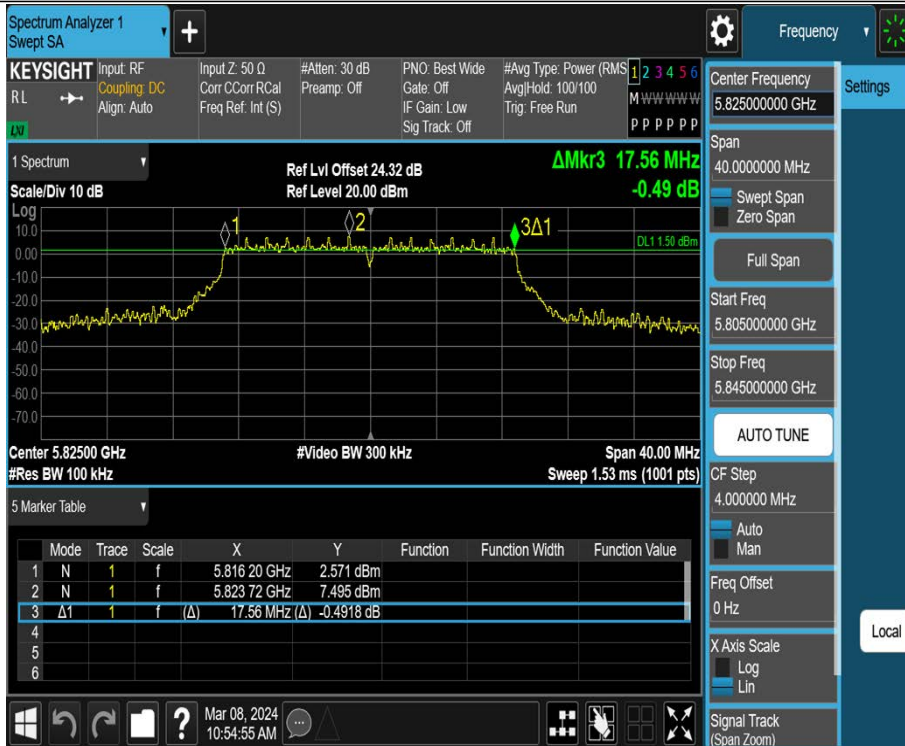 Spectrum Analyzer 1
Swept SA
+
Frequency
KEYSIGHT
RL
LXI
Input: RF
Coupling: DC
Align: Auto
Input Z: 50 Ω
Corr CCorr RCal
Freq Ref: Int (S)
#Atten: 30 dB
Preamp: Off
PNO: Best Wide
Gate: Off
IF Gain: Low
Sig Track: Off
#Avg Type: Power (RMS
Avg|Hold: 100/100
Trig: Free Run
1 2 3 4 5 6
M W W W W W
P P P P P P
1 Spectrum
Scale/Div 10 dB
Log
Ref Lvl Offset 24.32 dB
Ref Level 20.00 dBm
ΔMkr3 17.56 MHz
-0.49 dB
10.0
0.00
-10.0
-20.0
-30.0
-40.0
-50.0
-60.0
-70.0
1
2
3Δ1
DL1 1.50 dBm
Center 5.82500 GHz
#Res BW 100 kHz
#Video BW 300 kHz
Span 40.00 MHz
Sweep 1.53 ms (1001 pts)
5 Marker Table
Mode Trace Scale X Y Function Function Width Function Value
1 N 1 f 5.816 20 GHz 2.571 dBm
2 N 1 f 5.823 72 GHz 7.495 dBm
3 Δ1 1 f (Δ) 17.56 MHz (Δ) -0.4918 dB
4
5
6
?
Mar 08, 2024
10:54:55 AM
Center Frequency
5.825000000 GHz
Span
40.0000000 MHz
Swept Span
Zero Span
Full Span
Start Freq
5.805000000 GHz
Stop Freq
5.845000000 GHz
AUTO TUNE
CF Step
4.000000 MHz
Auto
Man
Freq Offset
0 Hz
X Axis Scale
Log
Lin
Signal Track
(Span Zoom)
Settings
Local